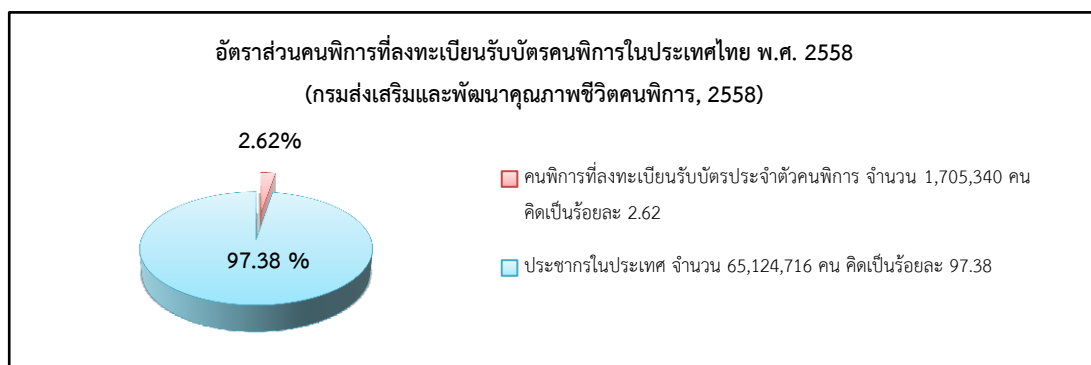 อัตราส่วนคนพิการที่ลงทะเบียนรับบัตรคนพิการในประเทศไทย พ.ศ. 2558
(กรมส่งเสริมและพัฒนาคุณภาพชีวิตคนพิการ, 2558)
2.62%
97.38 %
คนพิการที่ลงทะเบียนรับบัตรประจำตัวคนพิการ จำนวน 1,705,340 คน
คิดเป็นร้อยละ 2.62
ประชากรในประเทศ จำนวน 65,124,716 คน คิดเป็นร้อยละ 97.38